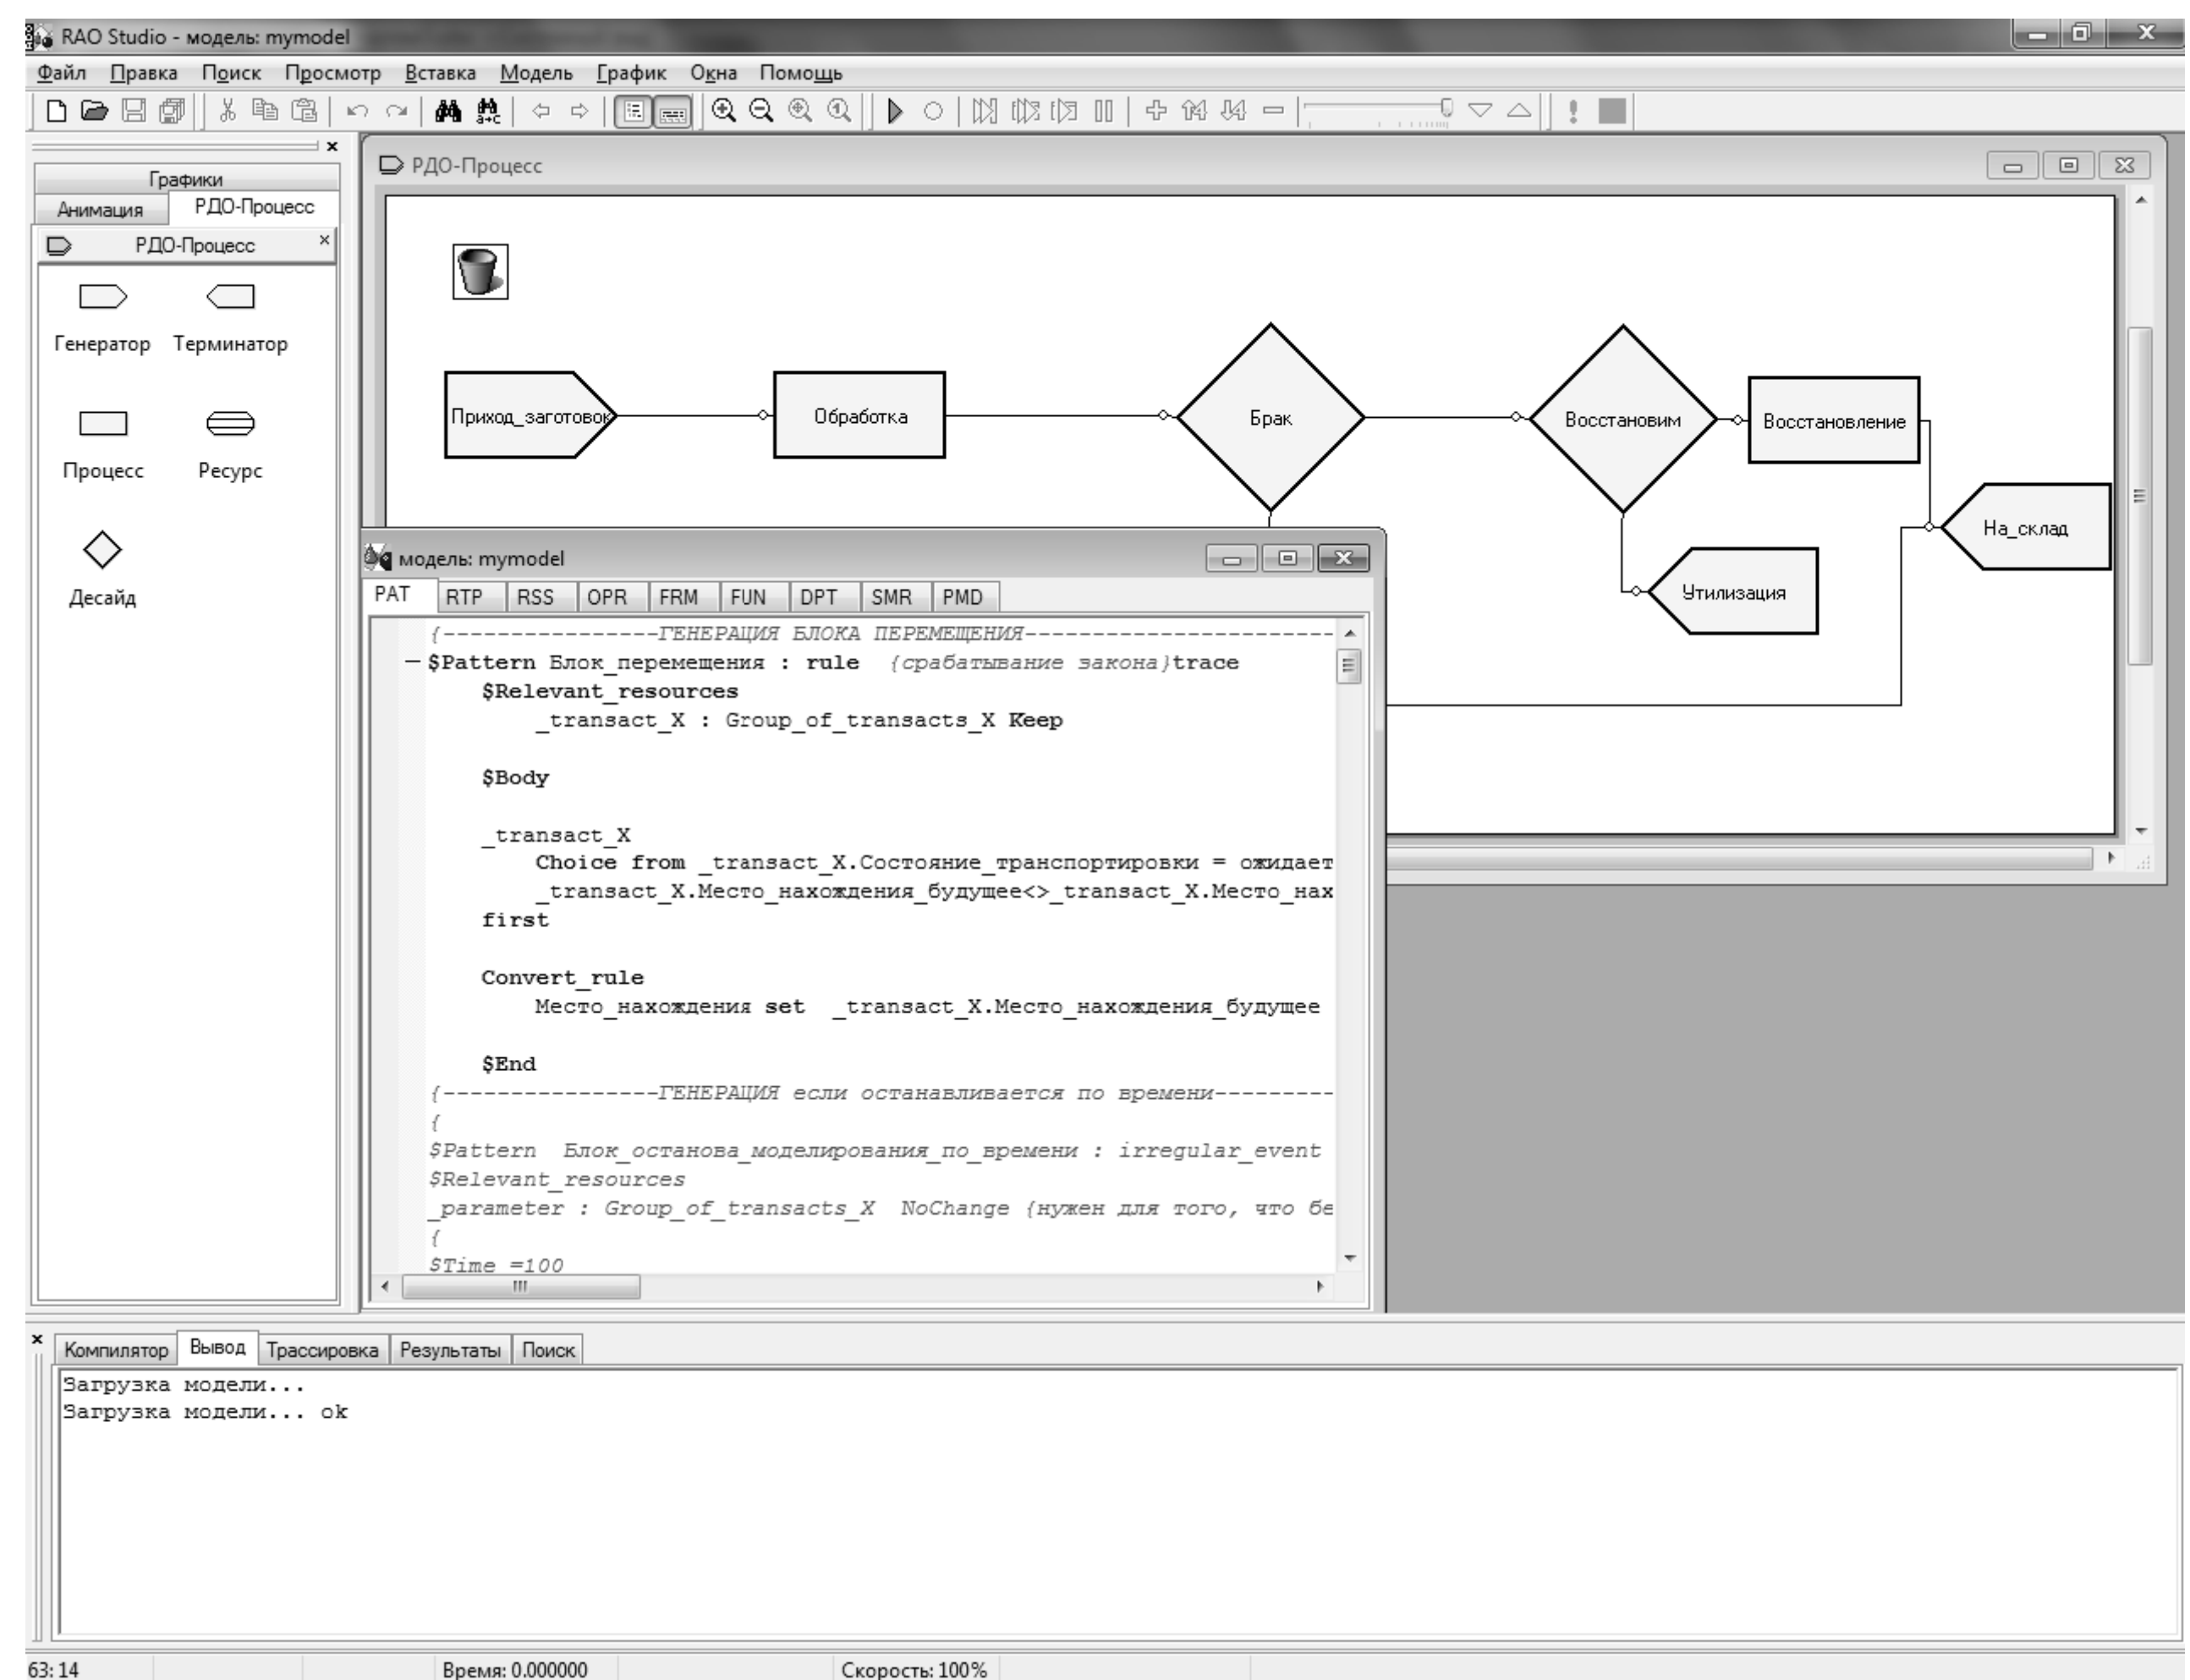 RAO Studio - модель: mymodel
Файл Правка Поиск Просмотр Вставка Модель График Окна Помощь
Графики
Анимация РДО-Процесс
РДО-Процесс
Генератор Терминатор
Процесс Ресурс
Десайд
РДО-Процесс
Приход_заготовок Обработка Брак Восстановим Восстановление
На_склад
Утилизация
модель: mymodel
PAT RTP RSS OPR FRM FUN DPT SMR PMD
{----------------ГЕНЕРАЦИЯ БЛОКА ПЕРЕМЕЩЕНИЯ-----------------------
$Pattern Блок_перемещения : rule {срабатывание закона}trace
$Relevant_resources
_transact_X : Group_of_transacts_X Keep
$Body
_transact_X
Choice from _transact_X.Состояние_транспортировки = ожидает
_transact_X.Место_нахождения_будущее<>_transact_X.Место_нах
first
Convert_rule
Место_нахождения set _transact_X.Место_нахождения_будущее
$End
{----------------ГЕНЕРАЦИЯ если останавливается по времени---------
{
$Pattern Блок_останова_моделирования_по_времени : irregular_event
$Relevant_resources
_parameter : Group_of_transacts_X NoChange {нужен для того, что бе
{
$Time =100
Компилятор Вывод Трассировка Результаты Поиск
Загрузка модели...
Загрузка модели... ok
63: 14 Время: 0.000000 Скорость: 100%